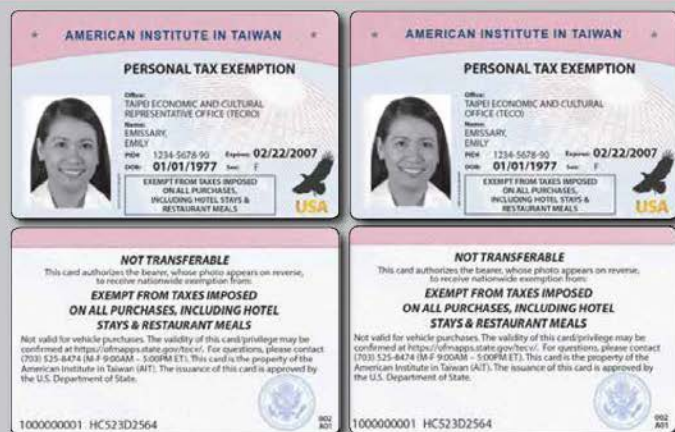 AMERICAN INSTITUTE IN TAIWAN
PERSONAL TAX EXEMPTION
Office:
TAIPEI ECONOMIC AND CULTURAL
REPRESENTATIVE OFFICE (TECRO)
Name:
EMISSARY,
EMILY
PID# 1234-5678-90 Expires: 02/22/2007
DOB: 01/01/1977 Sex: F
EXEMPT FROM TAXES IMPOSED
ON ALL PURCHASES,
INCLUDING HOTEL STAYS &
RESTAURANT MEALS
USA
AMERICAN INSTITUTE IN TAIWAN
PERSONAL TAX EXEMPTION
Office:
TAIPEI ECONOMIC AND CULTURAL
OFFICE (TECO)
Name:
EMISSARY,
EMILY
PID# 1234-5678-90 Expires: 02/22/2007
DOB: 01/01/1977 Sex: F
EXEMPT FROM TAXES IMPOSED
ON ALL PURCHASES,
INCLUDING HOTEL STAYS &
RESTAURANT MEALS
USA
NOT TRANSFERABLE
This card authorizes the bearer, whose photo appears on reverse,
to receive nationwide exemption from:
EXEMPT FROM TAXES IMPOSED
ON ALL PURCHASES, INCLUDING HOTEL
STAYS & RESTAURANT MEALS
Not valid for vehicle purchases. The validity of this card/privilege may be
confirmed at https://ofmapps.state.gov/tecv/. For questions, please contact
(703) 525-8474 (M-F 9:00AM – 5:00PM ET). This card is the property of the
American Institute in Taiwan (AIT). The issuance of this card is approved by
the U.S. Department of State.
1000000001 HC523D2564
002
A01
NOT TRANSFERABLE
This card authorizes the bearer, whose photo appears on reverse,
to receive nationwide exemption from:
EXEMPT FROM TAXES IMPOSED
ON ALL PURCHASES, INCLUDING HOTEL
STAYS & RESTAURANT MEALS
Not valid for vehicle purchases. The validity of this card/privilege may be
confirmed at https://ofmapps.state.gov/tecv/. For questions, please contact
(703) 525-8474 (M-F 9:00AM – 5:00PM ET). This card is the property of the
American Institute in Taiwan (AIT). The issuance of this card is approved by
the U.S. Department of State.
1000000001 HC523D2564
002
A01